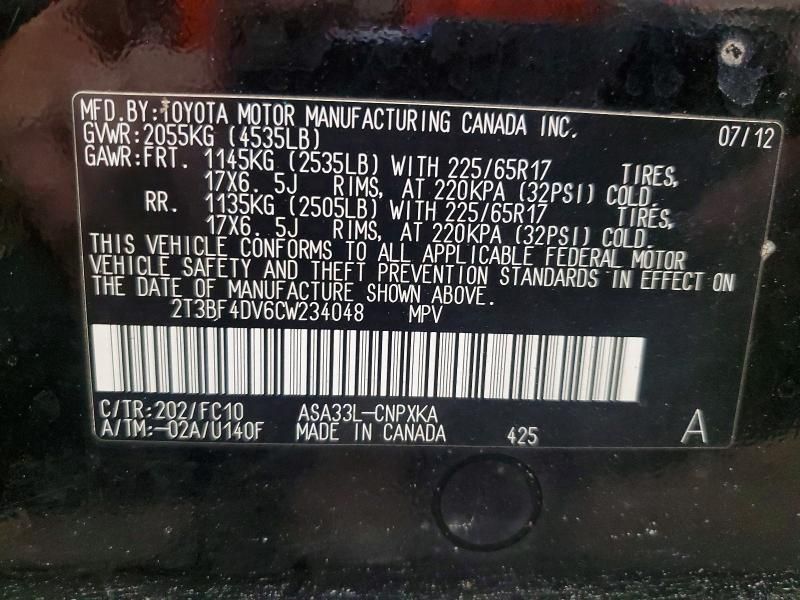 MFD.BY:TOYOTA MOTOR MANUFACTURING CANADA INC. 07/12
GVWR:2055KG (4535LB)
GAWR:FRT. 1145KG (2535LB) WITH 225/65R17 TIRES,
17X6. 5J RIMS, AT 220KPA (32PSI) COLD.
RR. 1135KG (2505LB) WITH 225/65R17 TIRES,
17X6. 5J RIMS, AT 220KPA (32PSI) COLD.
THIS VEHICLE CONFORMS TO ALL APPLICABLE FEDERAL MOTOR
VEHICLE SAFETY AND THEFT PREVENTION STANDARDS IN EFFECT ON
THE DATE OF MANUFACTURE SHOWN ABOVE.
2T3BF4DV6CW234048 MPV
C/TR:202/FC10 ASA33L-CNPXKA
A/TM:-02A/U140F MADE IN CANADA 425 A